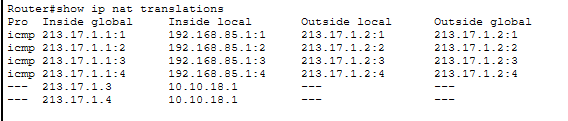 Router#show ip nat translations
Pro  Inside global     Inside local       Outside local      Outside global
icmp 213.17.1.1:1      192.168.85.1:1     213.17.1.2:1       213.17.1.2:1
icmp 213.17.1.1:2      192.168.85.1:2     213.17.1.2:2       213.17.1.2:2
icmp 213.17.1.1:3      192.168.85.1:3     213.17.1.2:3       213.17.1.2:3
icmp 213.17.1.1:4      192.168.85.1:4     213.17.1.2:4       213.17.1.2:4
---  213.17.1.3        10.10.18.1         ---                ---
---  213.17.1.4        10.10.18.1         ---                ---